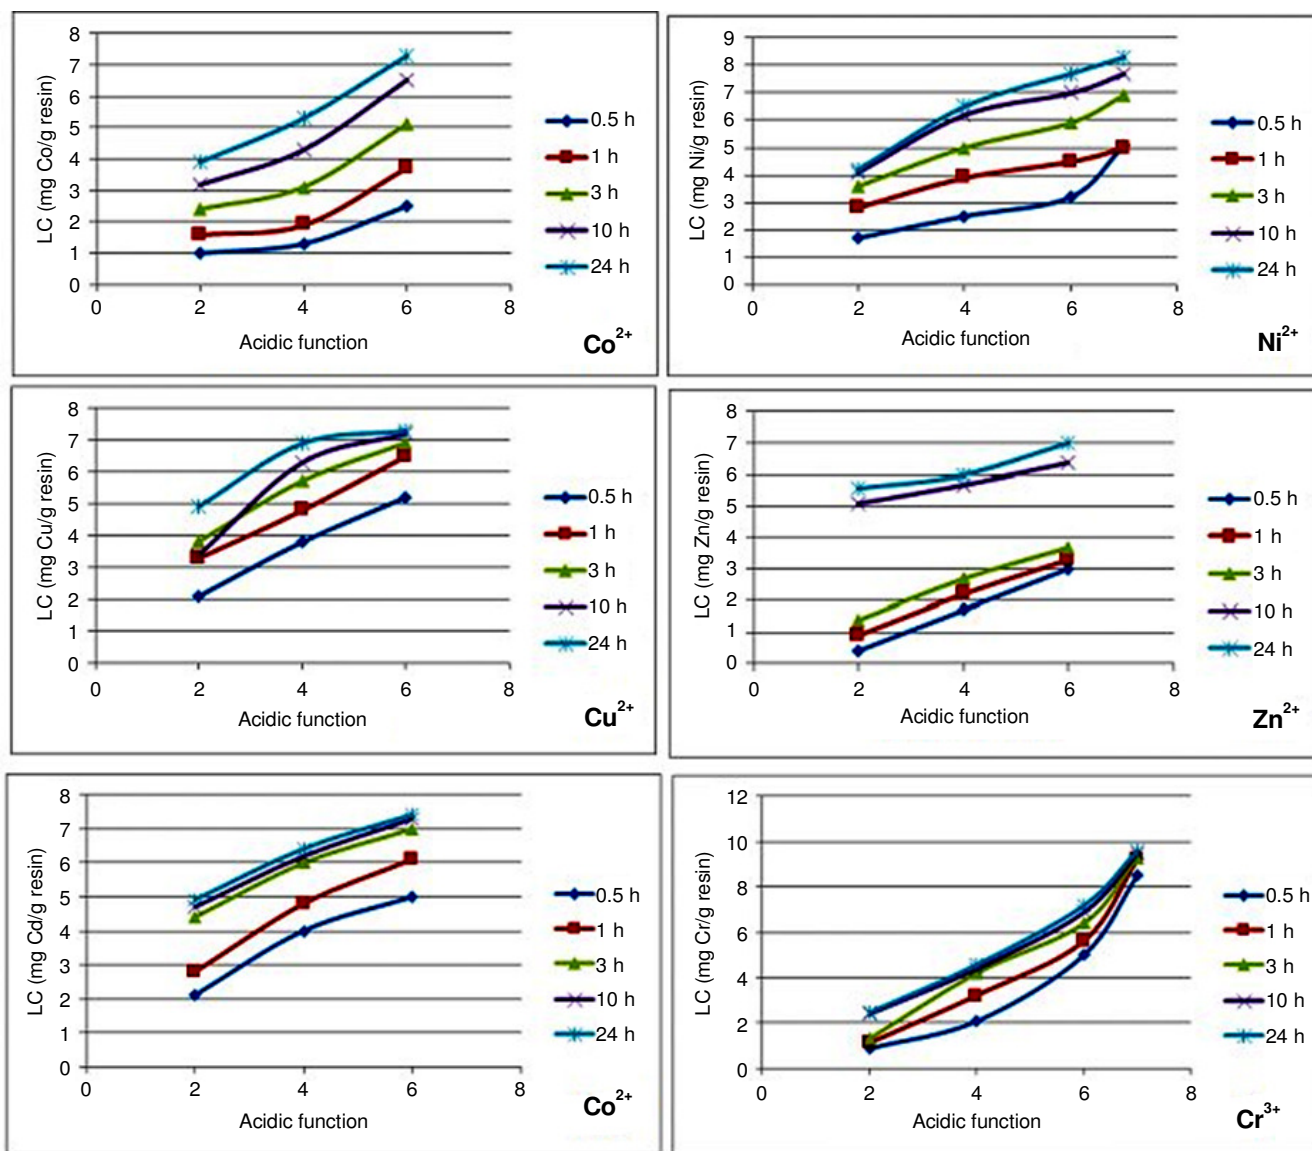 8
7
6
5
4
3
2
1
0
LC (mg Co/g resin)
0 2 4 6 8
Acidic function
0.5 h
1 h
3 h
10 h
24 h
Co2+
9
8
7
6
5
4
3
2
1
0
LC (mg Ni/g resin)
0 2 4 6 8
Acidic function
0.5 h
1 h
3 h
10 h
24 h
Ni2+
8
7
6
5
4
3
2
1
0
LC (mg Cu/g resin)
0 2 4 6 8
Acidic function
0.5 h
1 h
3 h
10 h
24 h
Cu2+
8
7
6
5
4
3
2
1
0
LC (mg Zn/g resin)
0 2 4 6 8
Acidic function
0.5 h
1 h
3 h
10 h
24 h
Zn2+
8
7
6
5
4
3
2
1
0
LC (mg Cd/g resin)
0 2 4 6 8
Acidic function
0.5 h
1 h
3 h
10 h
24 h
Co2+
12
10
8
6
4
2
0
LC (mg Cr/g resin)
0 2 4 6 8
Acidic function
0.5 h
1 h
3 h
10 h
24 h
Cr3+